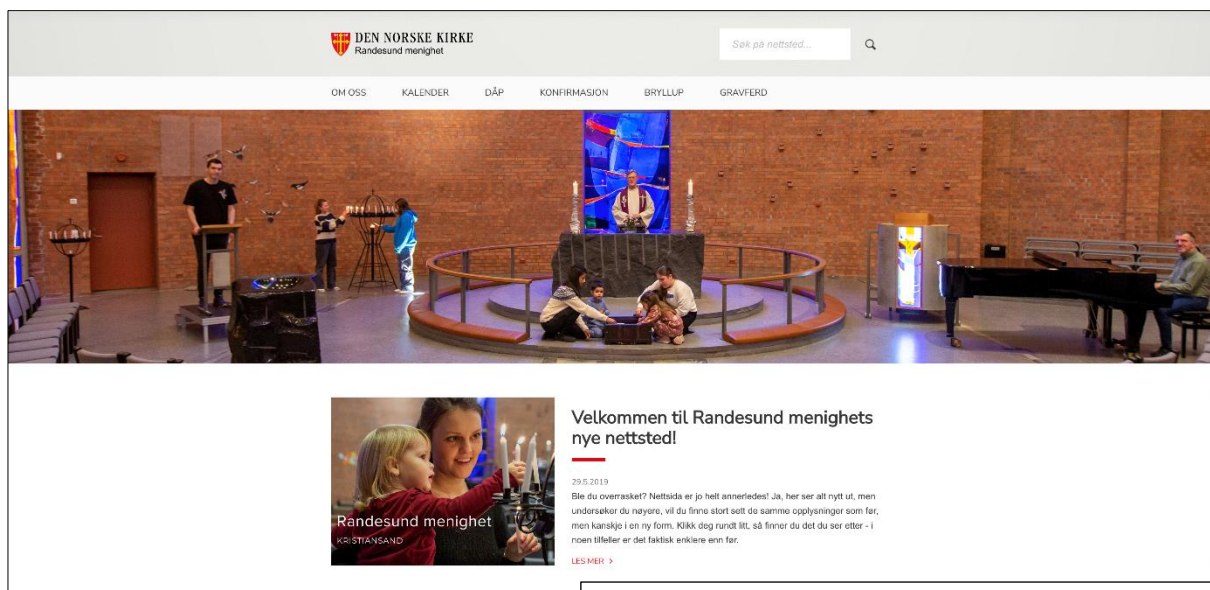 DEN NORSKE KIRKE
Randesund menighet
Søk på nettsted...
OM OSS KALENDER DÅP KONFIRMASJON BRYLLUP GRAVFERD
Randesund menighet
KRISTIANSAND
Velkommen til Randesund menighets
nye nettsted!
29.5.2019
Ble du overrasket? Nettsida er jo helt annerledes! Ja, her ser alt nytt ut, men
undersøker du nøyere, vil du finne stort sett de samme opplysninger som før,
men kanskje i en ny form. Klikk deg rundt litt, så finner du det du ser etter - i
noen tilfeller er det faktisk enklere enn før.
LES MER >